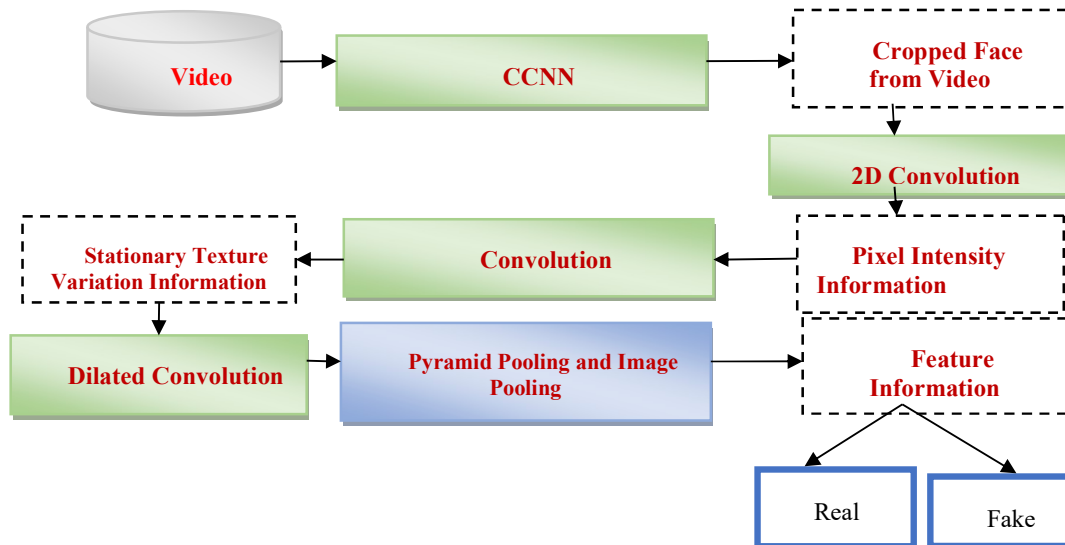 Video
CCNN
Cropped Face
from Video
2D Convolution
Pixel Intensity
Information
Convolution
Stationary Texture
Variation Information
Dilated Convolution
Pyramid Pooling and Image
Pooling
Feature
Information
Real
Fake